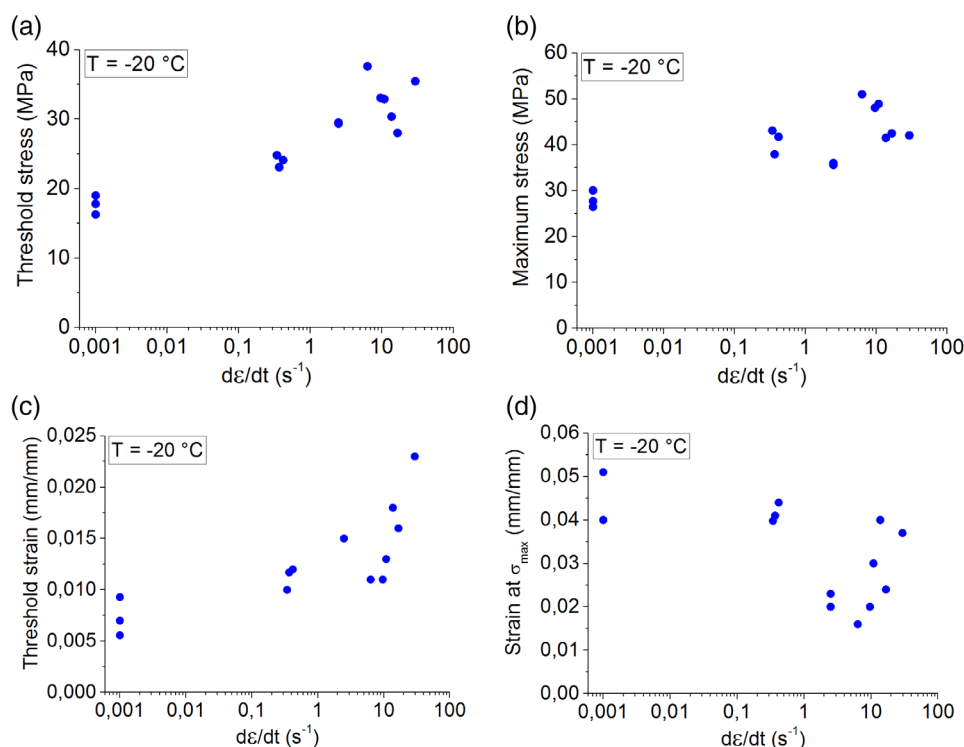 (a)
T = -20 °C
Threshold stress (MPa)
40
30
20
10
0
0,001 0,01 0,1 1 10 100
dε/dt (s⁻¹)
(b)
T = -20 °C
Maximum stress (MPa)
60
50
40
30
20
10
0
0,001 0,01 0,1 1 10 100
dε/dt (s⁻¹)
(c)
T = -20 °C
Threshold strain (mm/mm)
0,025
0,020
0,015
0,010
0,005
0,000
0,001 0,01 0,1 1 10 100
dε/dt (s⁻¹)
(d)
T = -20 °C
Strain at σmax (mm/mm)
0,06
0,05
0,04
0,03
0,02
0,01
0,00
0,001 0,01 0,1 1 10 100
dε/dt (s⁻¹)